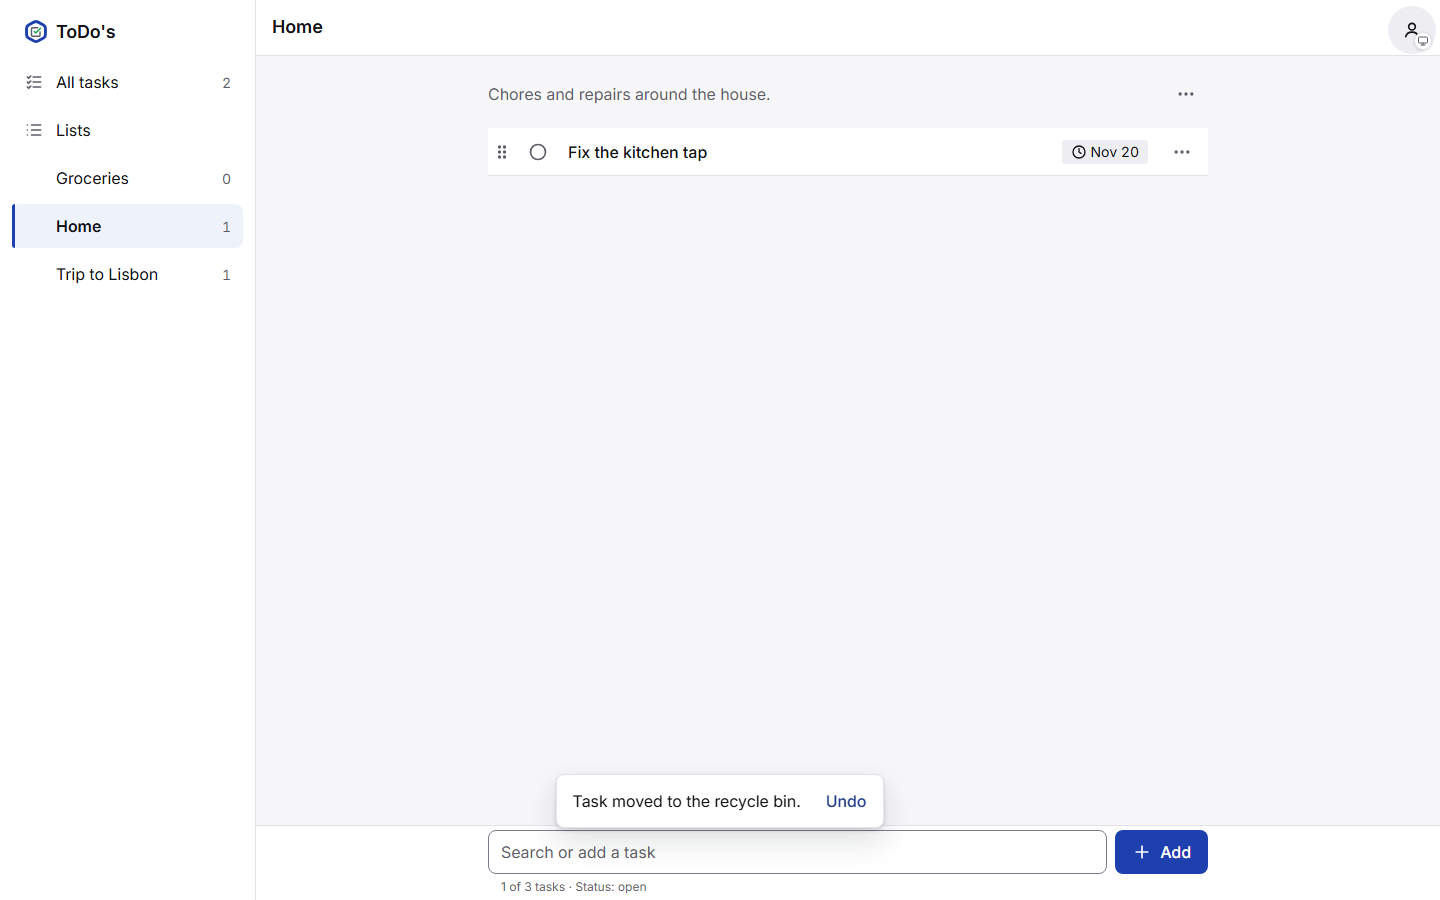 ToDo's
All tasks 2
Lists
Groceries 0
Home 1
Trip to Lisbon 1
Home
Chores and repairs around the house.
Fix the kitchen tap Nov 20
Task moved to the recycle bin. Undo
Search or add a task Add
1 of 3 tasks · Status: open